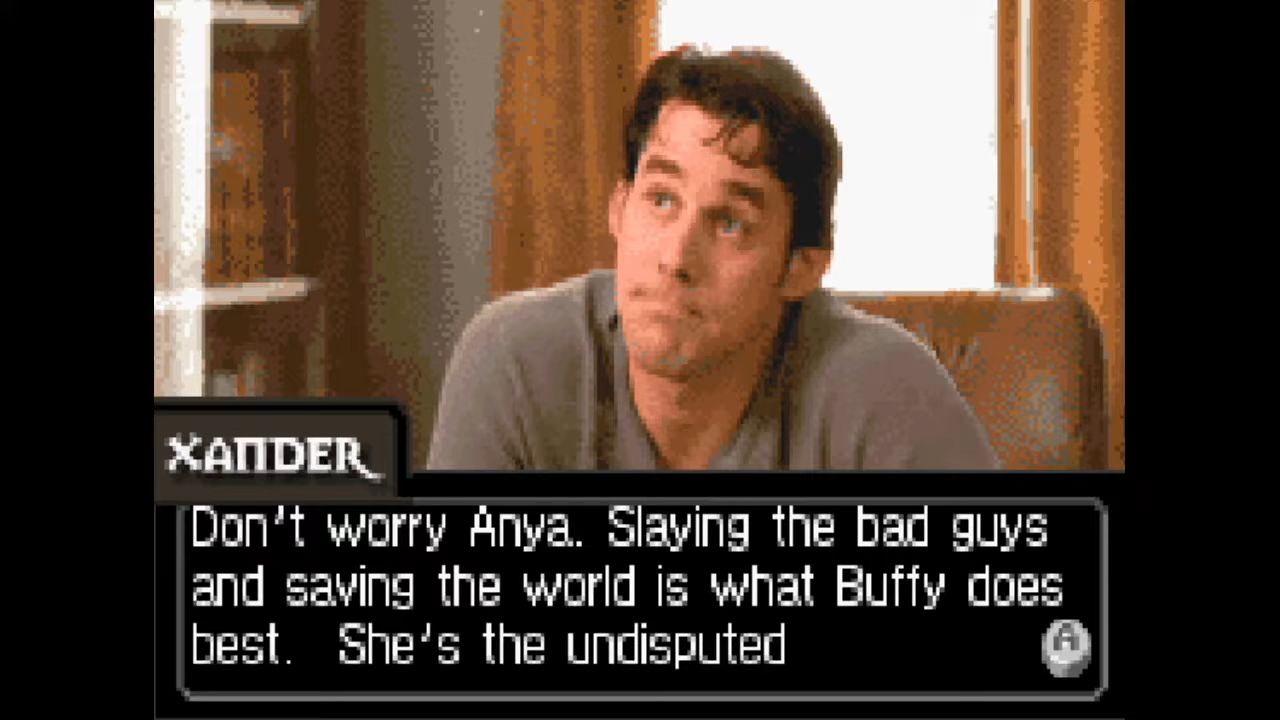 XANDER
Don't worry Anya. Slaying the bad guys
and saving the world is what Buffy does
best. She's the undisputed
A